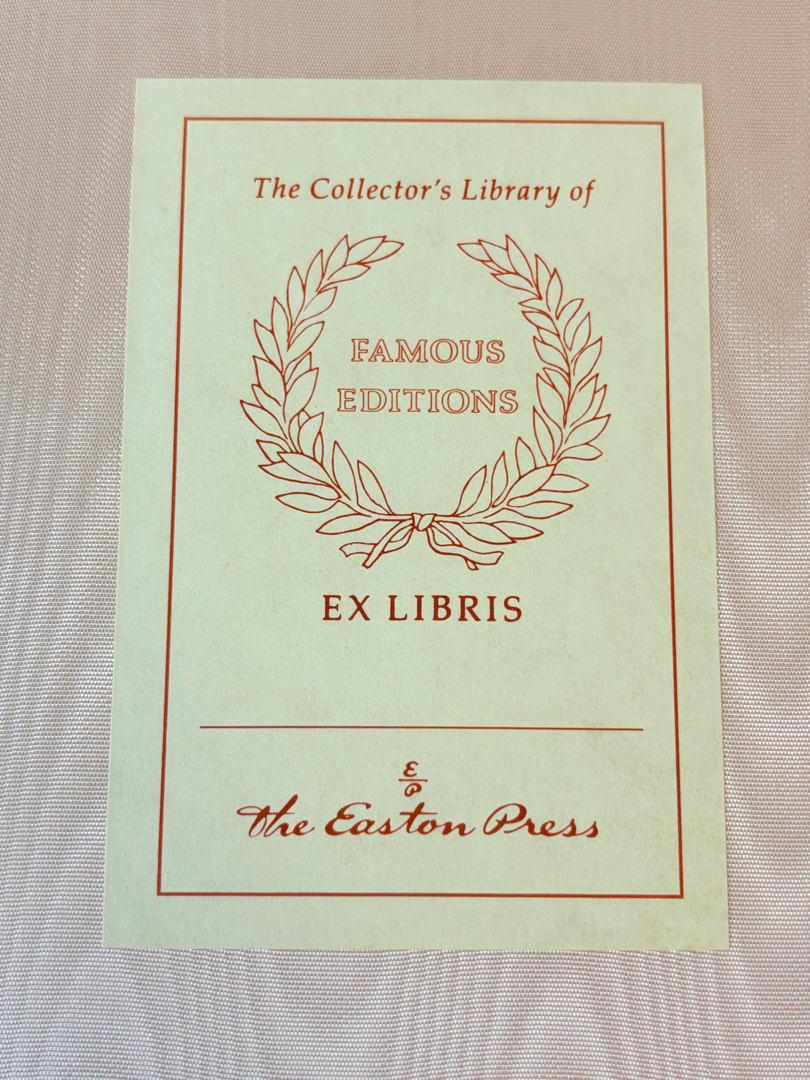 The Collector's Library of
FAMOUS
EDITIONS
EX LIBRIS
E
P
The Easton Press